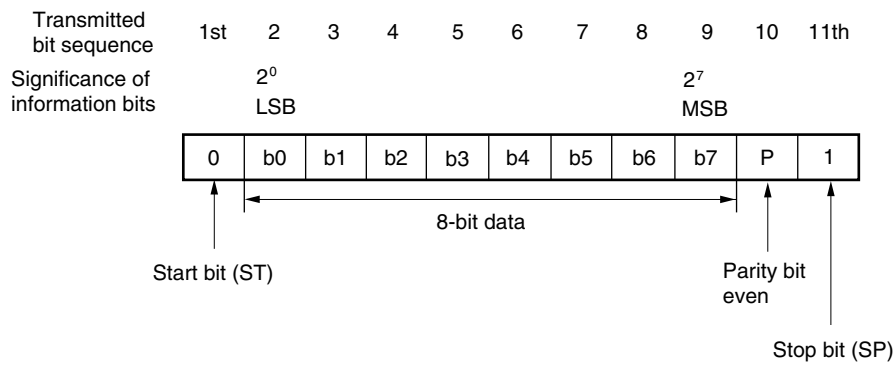 Transmitted
bit sequence
1st 2 3 4 5 6 7 8 9 10 11th
Significance of
information bits
2⁰
LSB
2⁷
MSB
0 b0 b1 b2 b3 b4 b5 b6 b7 P 1
8-bit data
Start bit (ST)
Parity bit
even
Stop bit (SP)